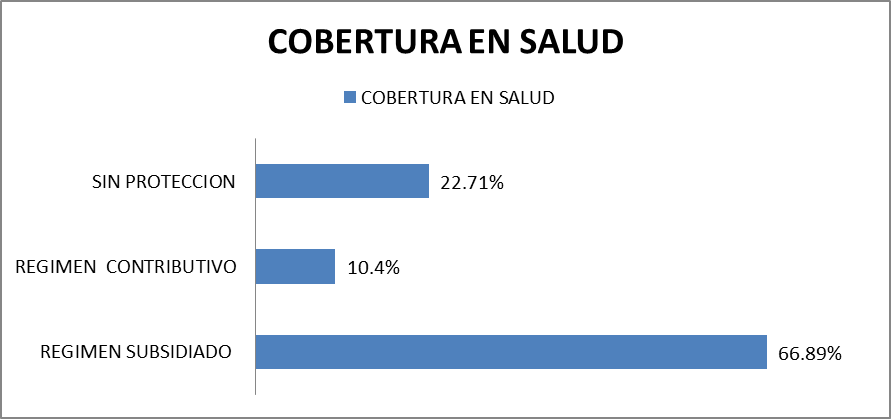 COBERTURA EN SALUD
COBERTURA EN SALUD
SIN PROTECCION 22.71%
REGIMEN CONTRIBUTIVO 10.4%
REGIMEN SUBSIDIADO 66.89%